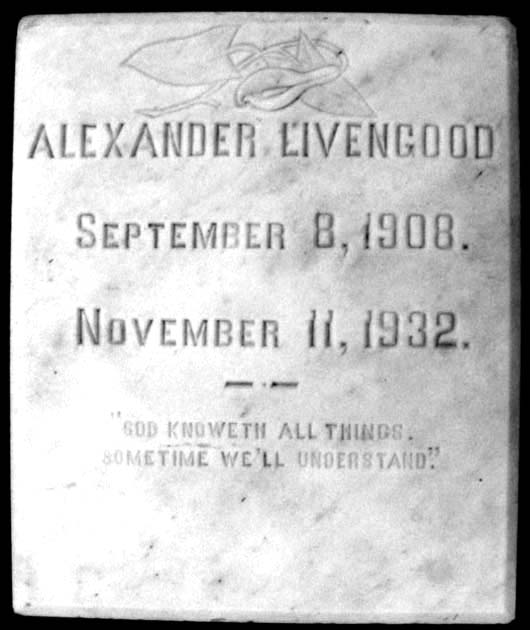 ALEXANDER LIVENGOOD
SEPTEMBER 8, 1908.
NOVEMBER 11, 1932.
"GOD KNOWETH ALL THINGS.
SOMETIME WE'LL UNDERSTAND."